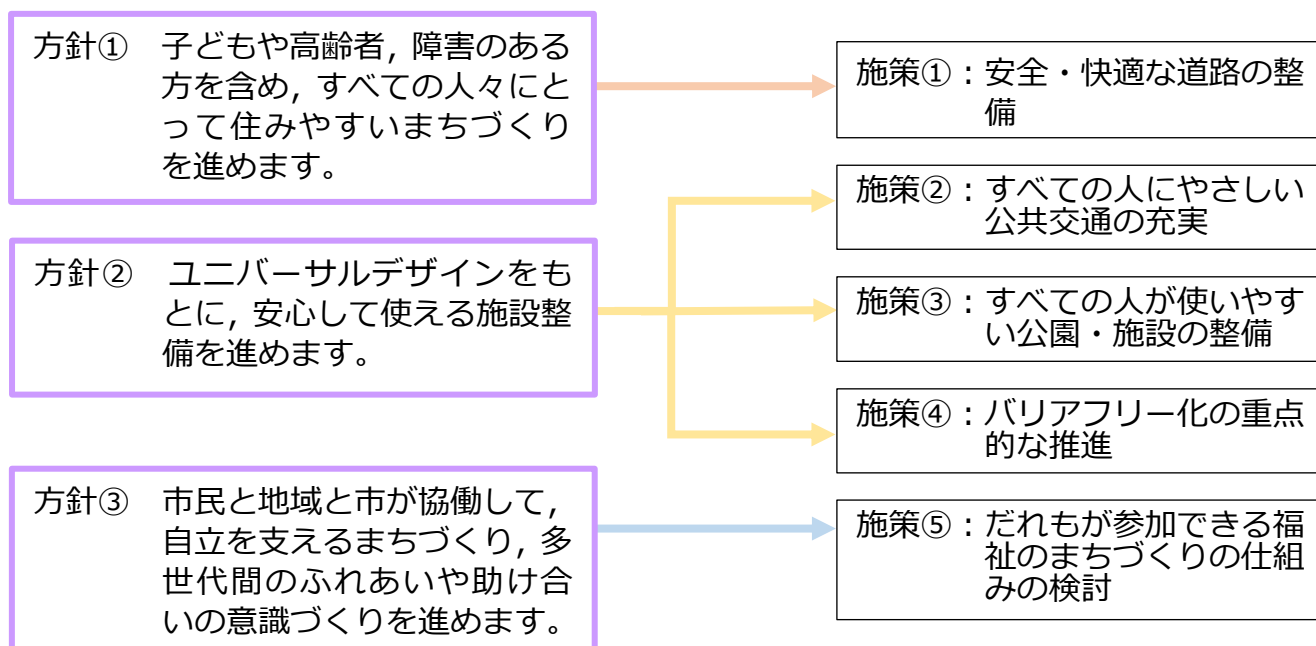 方針① 子どもや高齢者，障害のある
方を含め，すべての人々にと
って住みやすいまちづくり
を進めます。
方針② ユニバーサルデザインをも
とに，安心して使える施設整
備を進めます。
方針③ 市民と地域と市が協働して，
自立を支えるまちづくり，多
世代間のふれあいや助け合
いの意識づくりを進めます。
施策①：安全・快適な道路の整
備
施策②：すべての人にやさしい
公共交通の充実
施策③：すべての人が使いやす
い公園・施設の整備
施策④：バリアフリー化の重点
的な推進
施策⑤：だれもが参加できる福
祉のまちづくりの仕組
みの検討